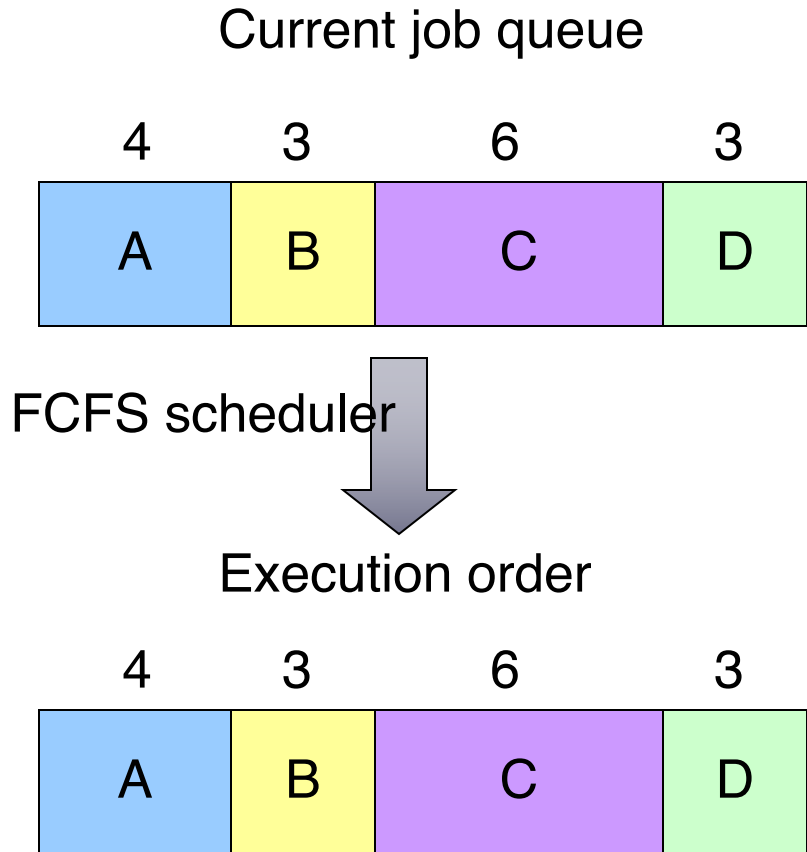 Current job queue
4 3 6 3
A B C D
FCFS scheduler
Execution order
4 3 6 3
A B C D